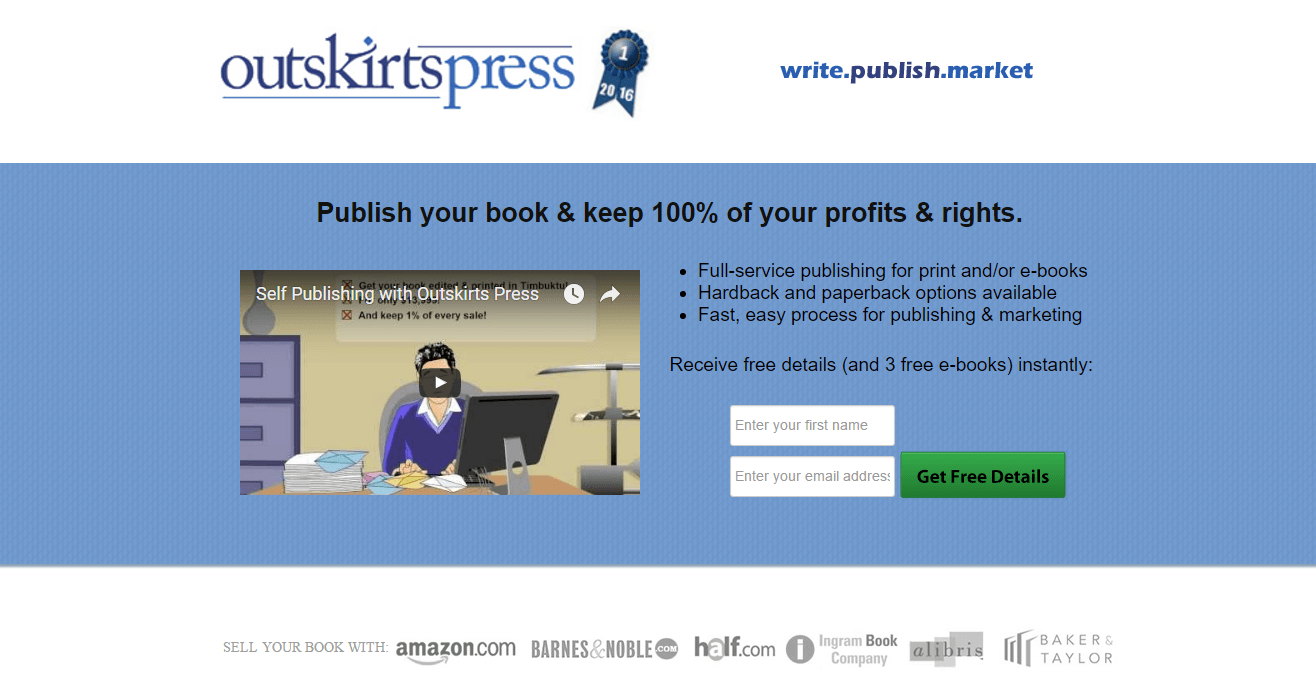 outskirtspress
1
2016
write.publish.market
Publish your book & keep 100% of your profits & rights.
Get your book edited & printed in Timbuktu!
Self Publishing with Outskirts Press
And keep 1% of every sale!
Full-service publishing for print and/or e-books
Hardback and paperback options available
Fast, easy process for publishing & marketing
Receive free details (and 3 free e-books) instantly:
Enter your first name
Enter your email address
Get Free Details
SELL YOUR BOOK WITH: amazon.com BARNES&NOBLE.COM half.com i Ingram Book Company alibris BAKER & TAYLOR